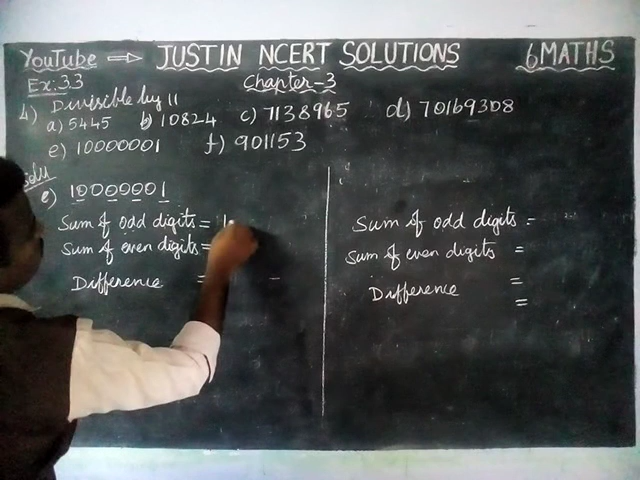 YouTube ⇒ JUSTIN NCERT SOLUTIONS 6 MATHS
Ex: 3.3 Chapter-3
4) Divisible by 11
a) 5445 b) 10824 c) 7138965 d) 70169308
e) 10000001 f) 901153
Soln
e) 10000001
Sum of odd digits = 1
Sum of even digits =
Difference = -
Sum of odd digits =
Sum of even digits =
Difference =
=